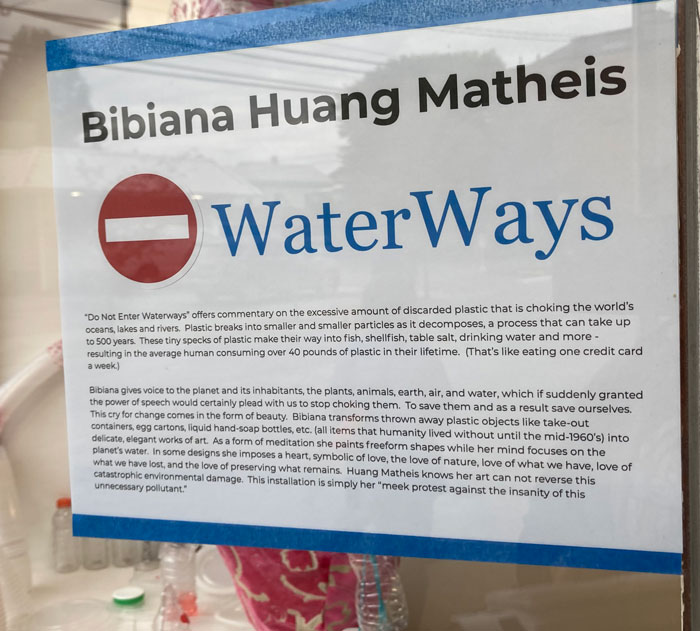 Bibiana Huang Matheis
WaterWays
"Do Not Enter Waterways" offers commentary on the excessive amount of discarded plastic that is choking the world's
oceans, lakes and rivers. Plastic breaks into smaller and smaller particles as it decomposes, a process that can take up
to 500 years. These tiny specks of plastic make their way into fish, shellfish, table salt, drinking water and more -
resulting in the average human consuming over 40 pounds of plastic in their lifetime. (That's like eating one credit card
a week.)
Bibiana gives voice to the planet and its inhabitants, the plants, animals, earth, air, and water, which if suddenly granted
the power of speech would certainly plead with us to stop choking them. To save them and as a result save ourselves.
This cry for change comes in the form of beauty. Bibiana transforms thrown away plastic objects like take-out
containers, egg cartons, liquid hand-soap bottles, etc. (all items that humanity lived without until the mid-1960's) into
delicate, elegant works of art. As a form of meditation she paints freeform shapes while her mind focuses on the
planet's water. In some designs she imposes a heart, symbolic of love, the love of nature, love of what we have, love of
what we have lost, and the love of preserving what remains. Huang Matheis knows her art can not reverse this
catastrophic environmental damage. This installation is simply her "meek protest against the insanity of this
unnecessary pollutant."